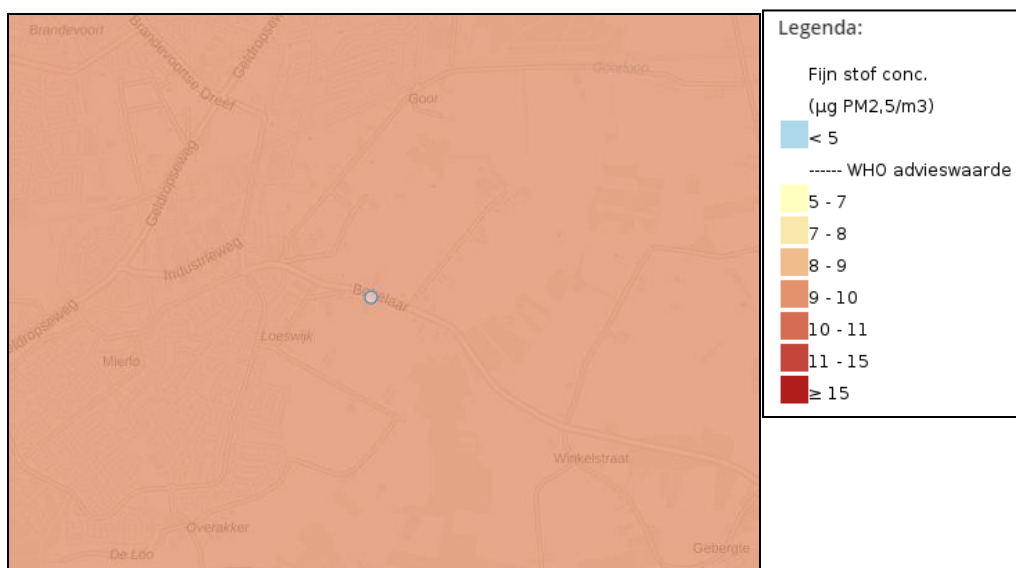 Brandevoort
Brandevoortse Dreef
Geldropseweg
Goorloop
Goor
Geldropseweg
Industrieweg
Loeswijk
Mierlo
Winkelstraat
Overakker
De Loo
Gebergte
Legenda:
Fijn stof conc.
(µg PM2,5/m3)
< 5
------ WHO advieswaarde
5 - 7
7 - 8
8 - 9
9 - 10
10 - 11
11 - 15
≥ 15